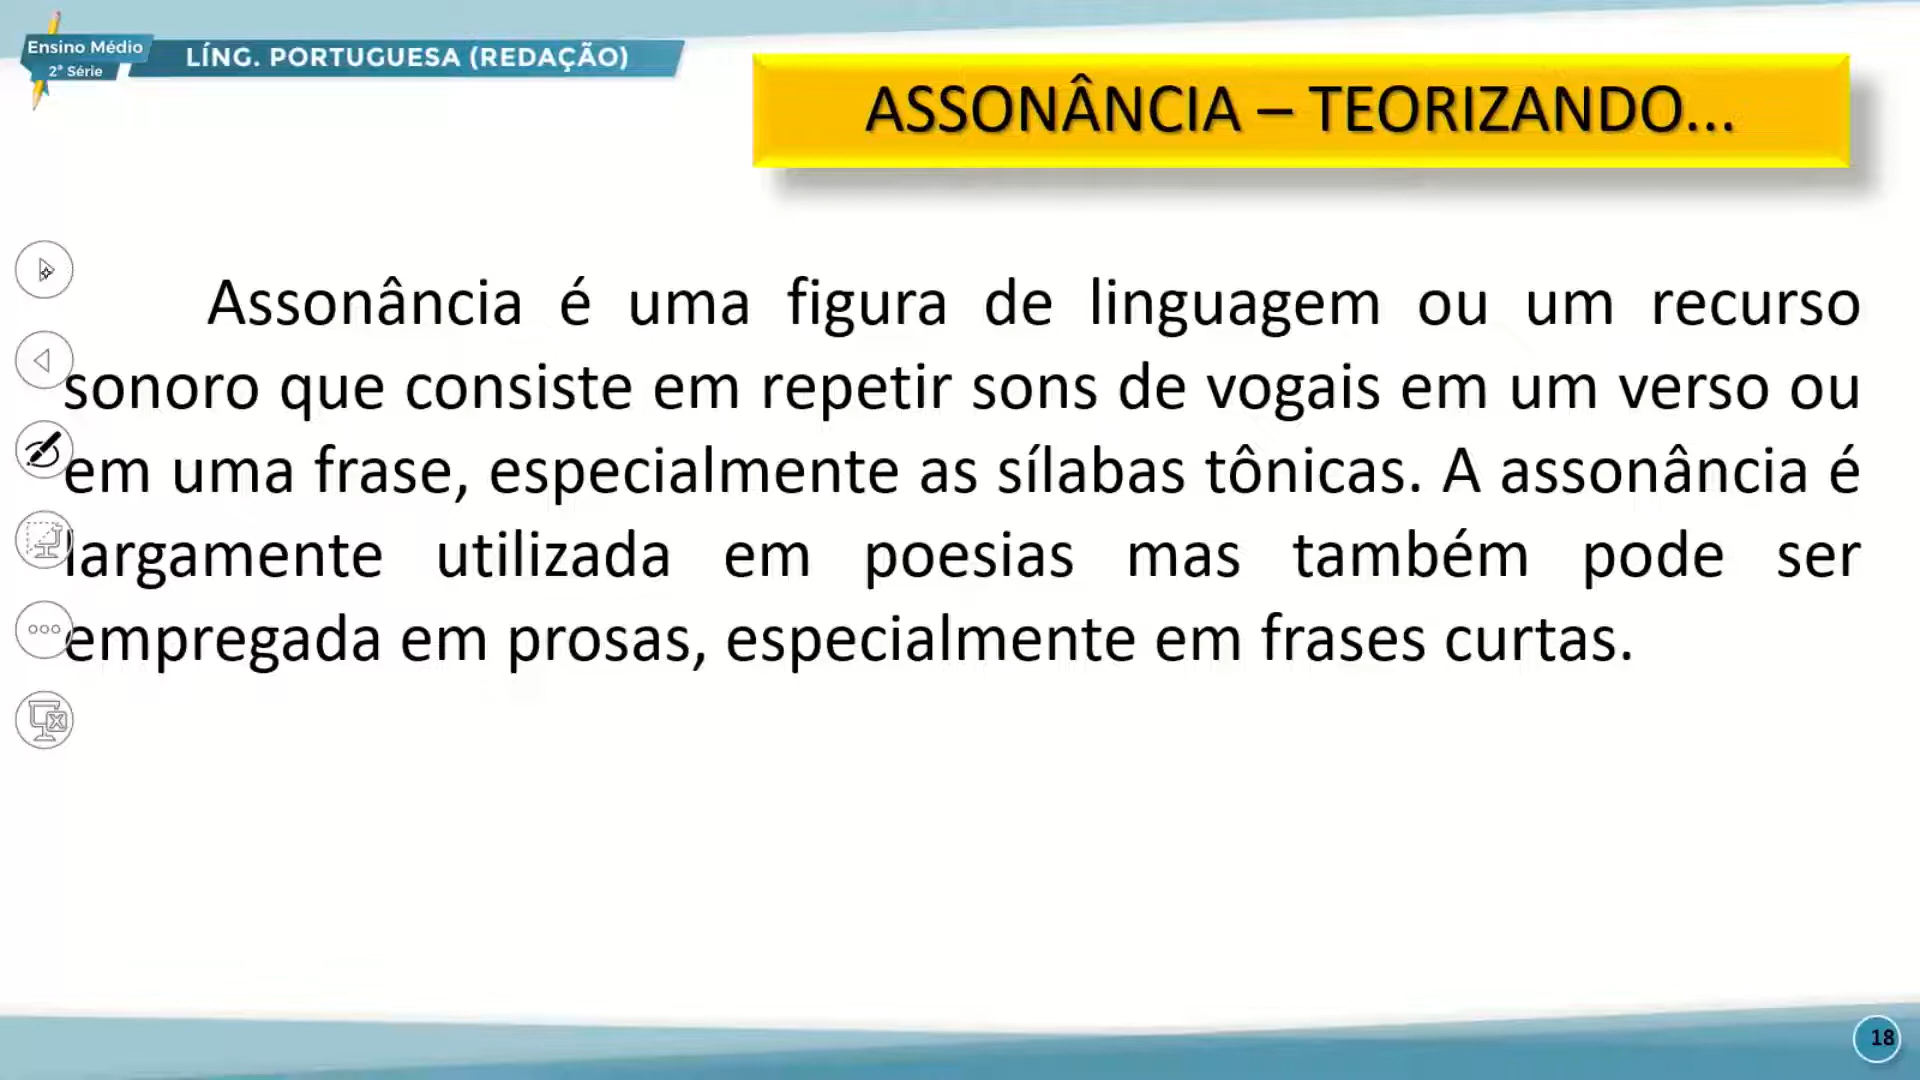 Ensino Médio
2ª Série
LÍNG. PORTUGUESA (REDAÇÃO)
ASSONÂNCIA – TEORIZANDO...
Assonância é uma figura de linguagem ou um recurso
sonoro que consiste em repetir sons de vogais em um verso ou
em uma frase, especialmente as sílabas tônicas. A assonância é
largamente utilizada em poesias mas também pode ser
empregada em prosas, especialmente em frases curtas.
18